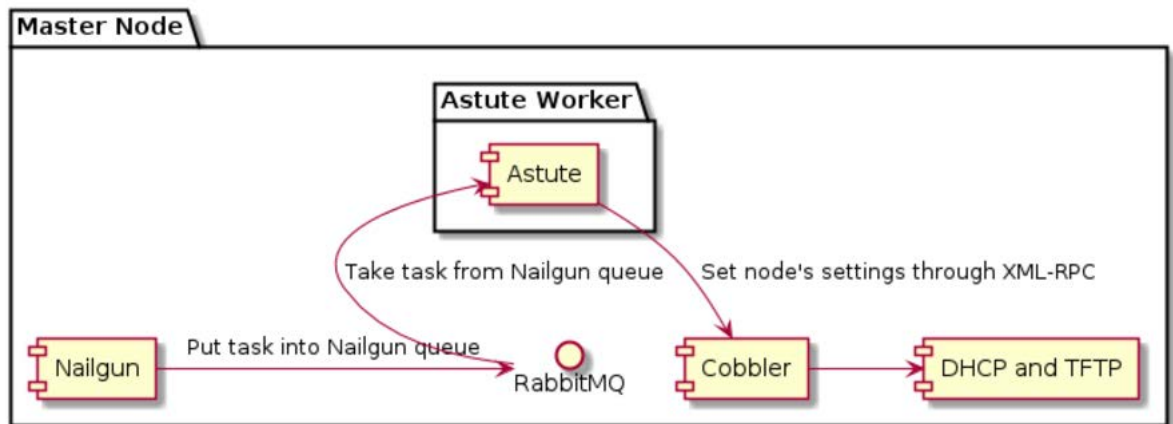 Master Node
Astute Worker
Astute
Take task from Nailgun queue
Set node's settings through XML-RPC
Put task into Nailgun queue
Nailgun
RabbitMQ
Cobbler
DHCP and TFTP